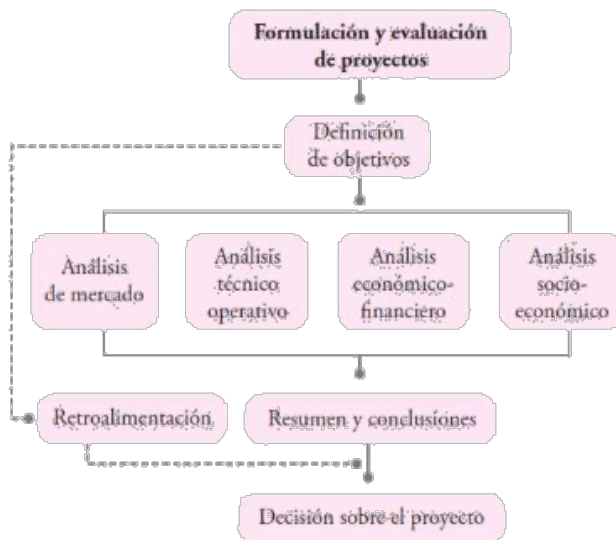 Formulación y evaluación
de proyectos
Definición
de objetivos
Análisis
de mercado
Análisis
técnico
operativo
Análisis
económico-
financiero
Análisis
socio-
económico
Retroalimentación
Resumen y conclusiones
Decisión sobre el proyecto